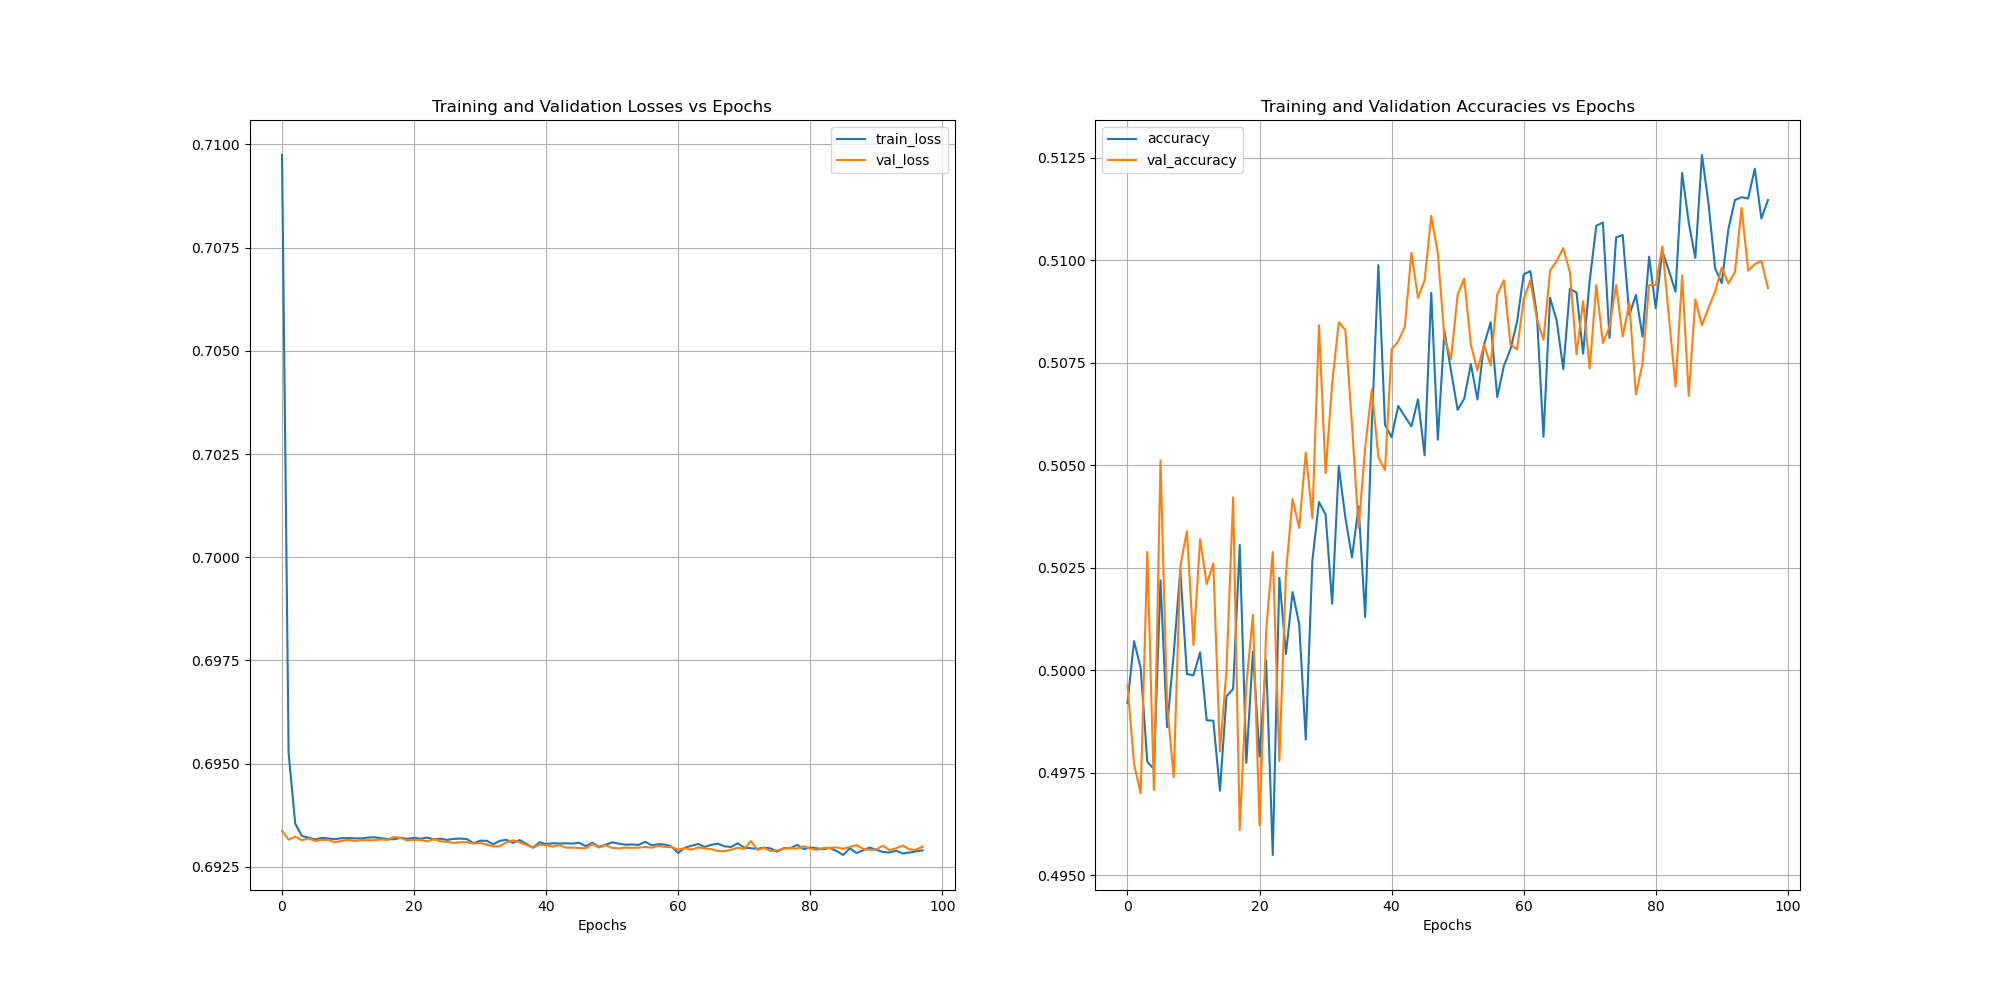 Training and Validation Losses vs Epochs
0.7100
0.7075
0.7050
0.7025
0.7000
0.6975
0.6950
0.6925
train_loss
val_loss
0 20 40 60 80 100
Epochs
Training and Validation Accuracies vs Epochs
accuracy
val_accuracy
0.5125
0.5100
0.5075
0.5050
0.5025
0.5000
0.4975
0.4950
0 20 40 60 80 100
Epochs